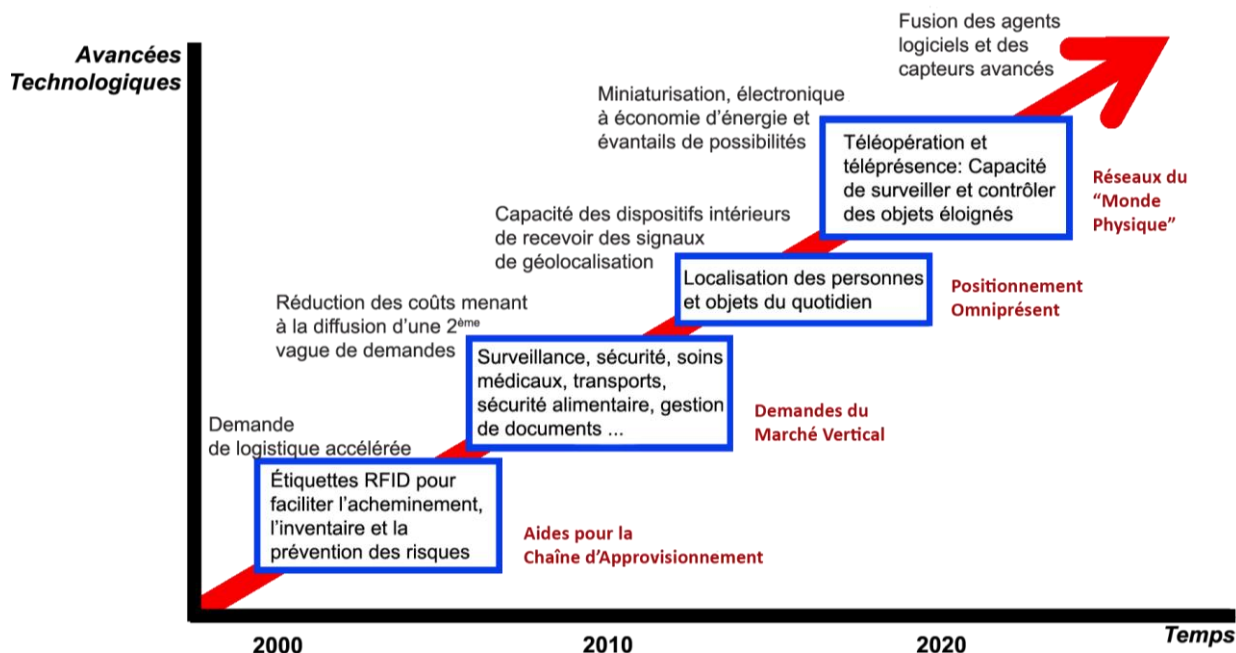 Avancées
Technologiques
Fusion des agents
logiciels et des
capteurs avancés
Miniaturisation, électronique
à économie d'énergie et
évantails de possibilités
Téléopération et
téléprésence: Capacité
de surveiller et contrôler
des objets éloignés
Réseaux du
“Monde
Physique”
Capacité des dispositifs intérieurs
de recevoir des signaux
de géolocalisation
Localisation des personnes
et objets du quotidien
Positionnement
Omniprésent
Réduction des coûts menant
à la diffusion d'une 2ème
vague de demandes
Surveillance, sécurité, soins
médicaux, transports,
sécurité alimentaire, gestion
de documents ...
Demandes du
Marché Vertical
Demande
de logistique accélérée
Étiquettes RFID pour
faciliter l'acheminement,
l'inventaire et la
prévention des risques
Aides pour la
Chaîne d'Approvisionnement
2000
2010
2020
Temps